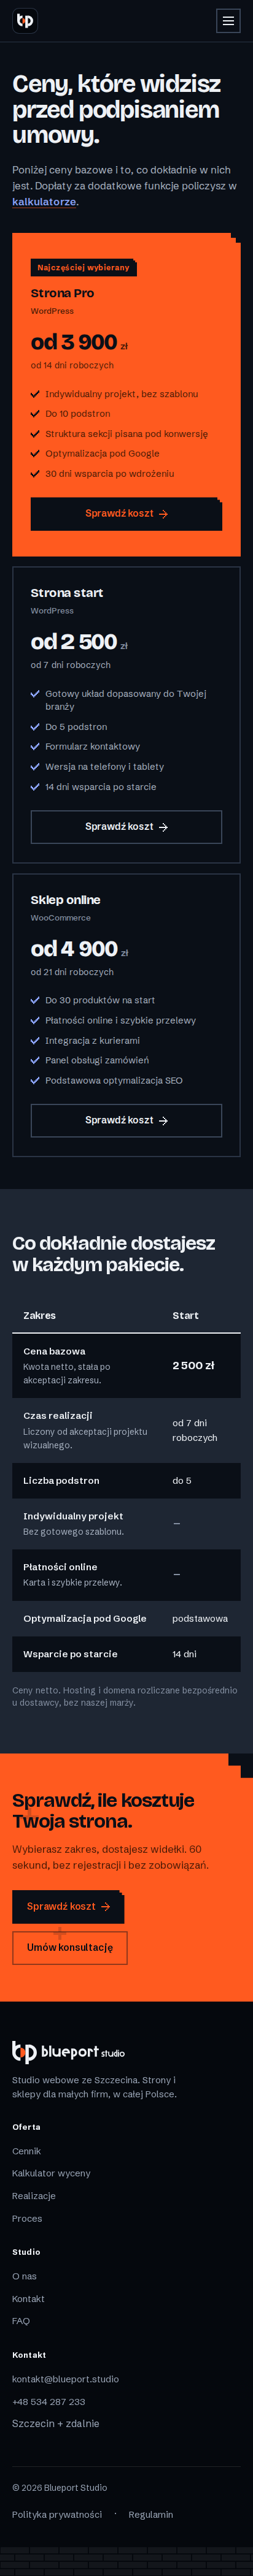 Ceny, które widzisz
przed podpisaniem
umowy.
Poniżej ceny bazowe i to, co dokładnie w nich
jest. Dopłaty za dodatkowe funkcje policzysz w
kalkulatorze.
Najczęściej wybierany
Strona Pro
WordPress
od 3 900 zł
od 14 dni roboczych
Indywidualny projekt, bez szablonu
Do 10 podstron
Struktura sekcji pisana pod konwersję
Optymalizacja pod Google
30 dni wsparcia po wdrożeniu
Sprawdź koszt →
Strona start
WordPress
od 2 500 zł
od 7 dni roboczych
Gotowy układ dopasowany do Twojej
branży
Do 5 podstron
Formularz kontaktowy
Wersja na telefony i tablety
14 dni wsparcia po starcie
Sprawdź koszt →
Sklep online
WooCommerce
od 4 900 zł
od 21 dni roboczych
Do 30 produktów na start
Płatności online i szybkie przelewy
Integracja z kurierami
Panel obsługi zamówień
Podstawowa optymalizacja SEO
Sprawdź koszt →
Co dokładnie dostajesz
w każdym pakiecie.
Zakres Start
Cena bazowa
Kwota netto, stała po
akceptacji zakresu.
2 500 zł
Czas realizacji
Liczony od akceptacji projektu
wizualnego.
od 7 dni
roboczych
Liczba podstron do 5
Indywidualny projekt
Bez gotowego szablonu.
—
Płatności online
Karta i szybkie przelewy.
—
Optymalizacja pod Google podstawowa
Wsparcie po starcie 14 dni
Ceny netto. Hosting i domena rozliczane bezpośrednio
u dostawcy, bez naszej marży.
Sprawdź, ile kosztuje
Twoja strona.
Wybierasz zakres, dostajesz widełki. 60
sekund, bez rejestracji i bez zobowiązań.
Sprawdź koszt →
Umów konsultację
blueport studio
Studio webowe ze Szczecina. Strony i
sklepy dla małych firm, w całej Polsce.
Oferta
Cennik
Kalkulator wyceny
Realizacje
Proces
Studio
O nas
Kontakt
FAQ
Kontakt
kontakt@blueport.studio
+48 534 287 233
Szczecin + zdalnie
© 2026 Blueport Studio
Polityka prywatności · Regulamin